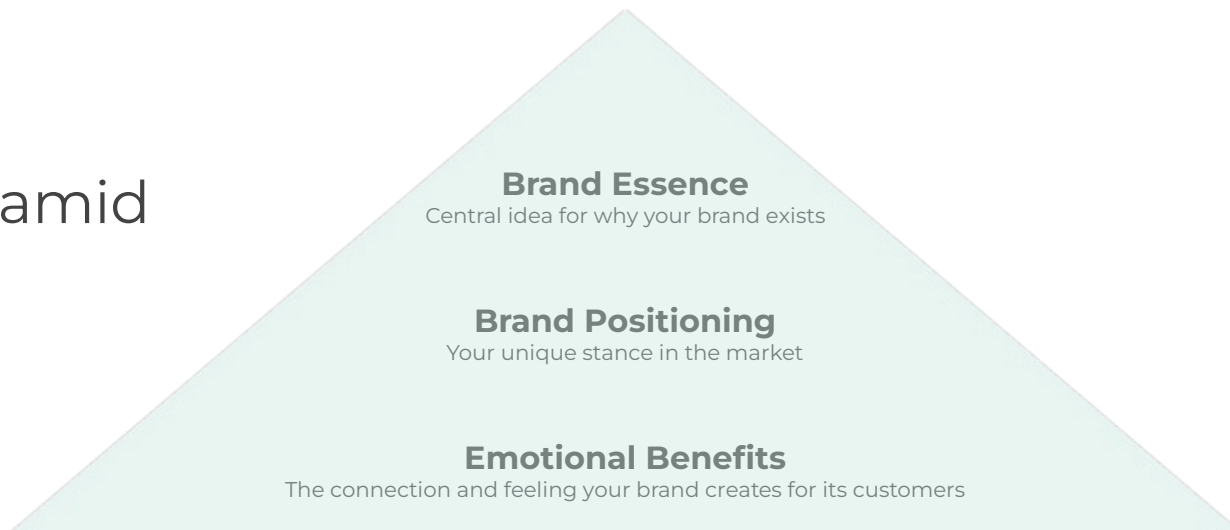 amid
Brand Essence
Central idea for why your brand exists
Brand Positioning
Your unique stance in the market
Emotional Benefits
The connection and feeling your brand creates for its customers